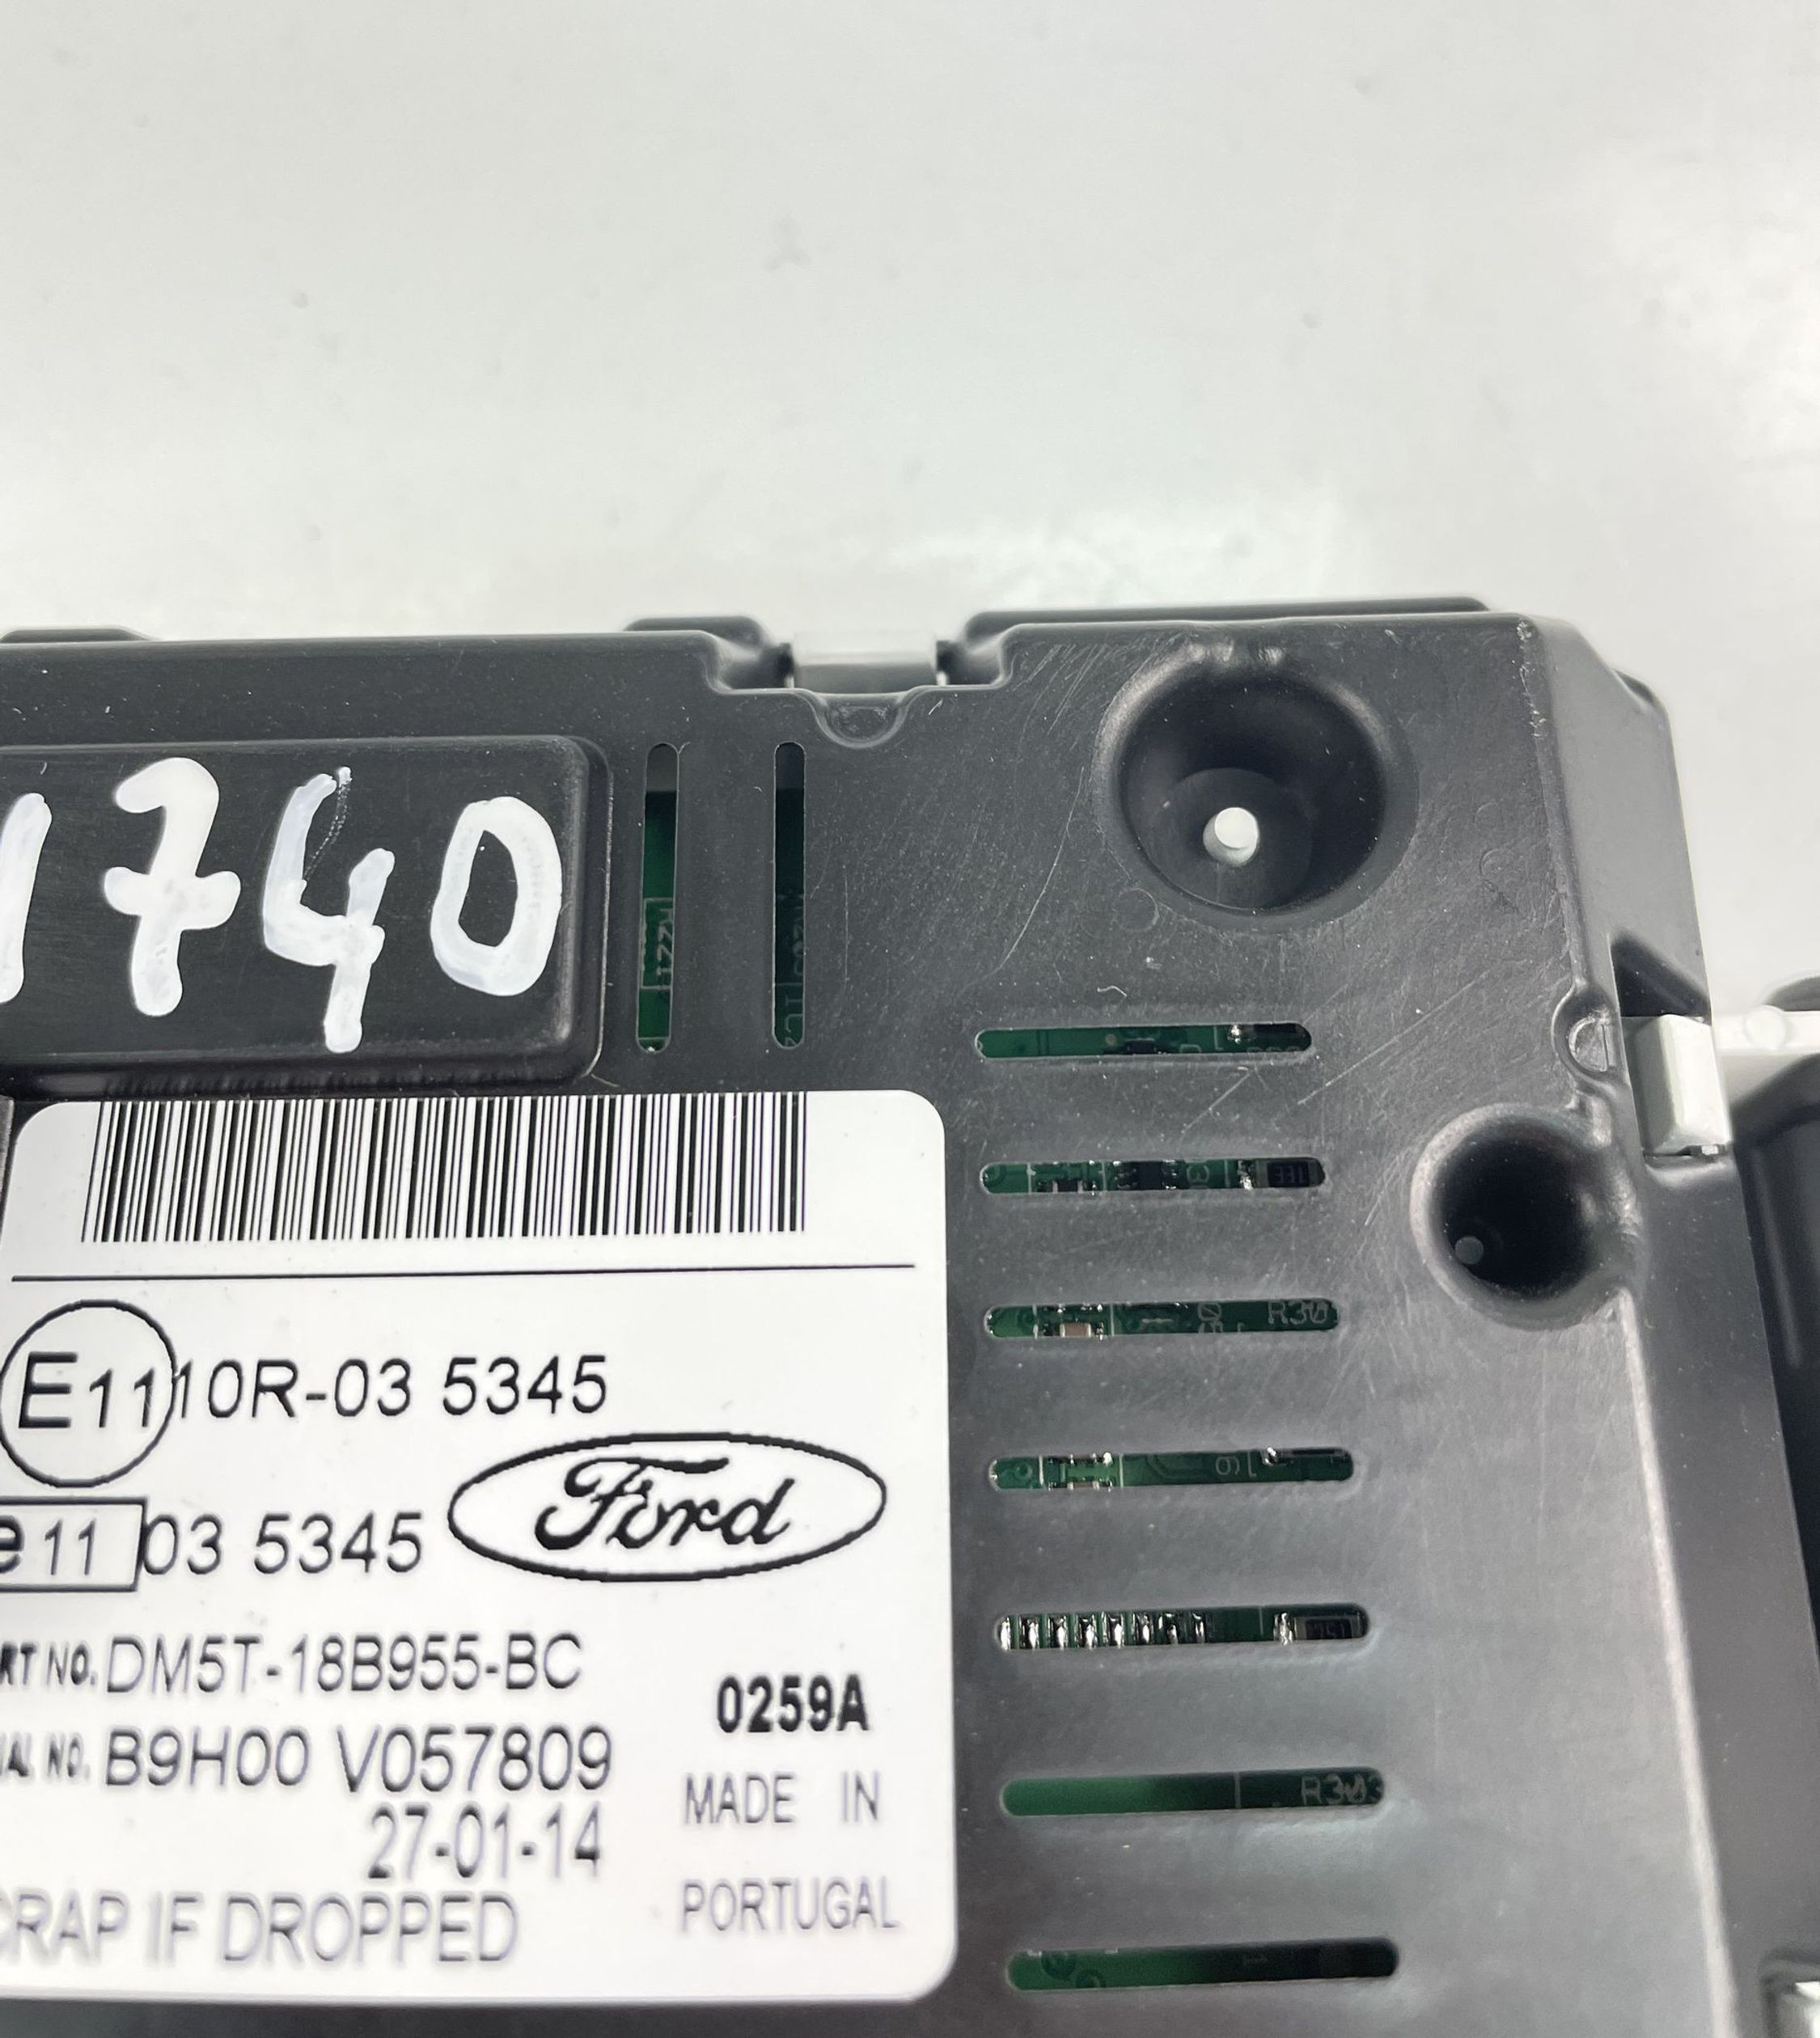 1740
E11 10R-03 5345
Ford
e11 03 5345
RT NO. DM5T-18B955-BC
0259A
AL NO. B9H00 V057809
MADE IN
27-01-14
PORTUGAL
CRAP IF DROPPED
R303